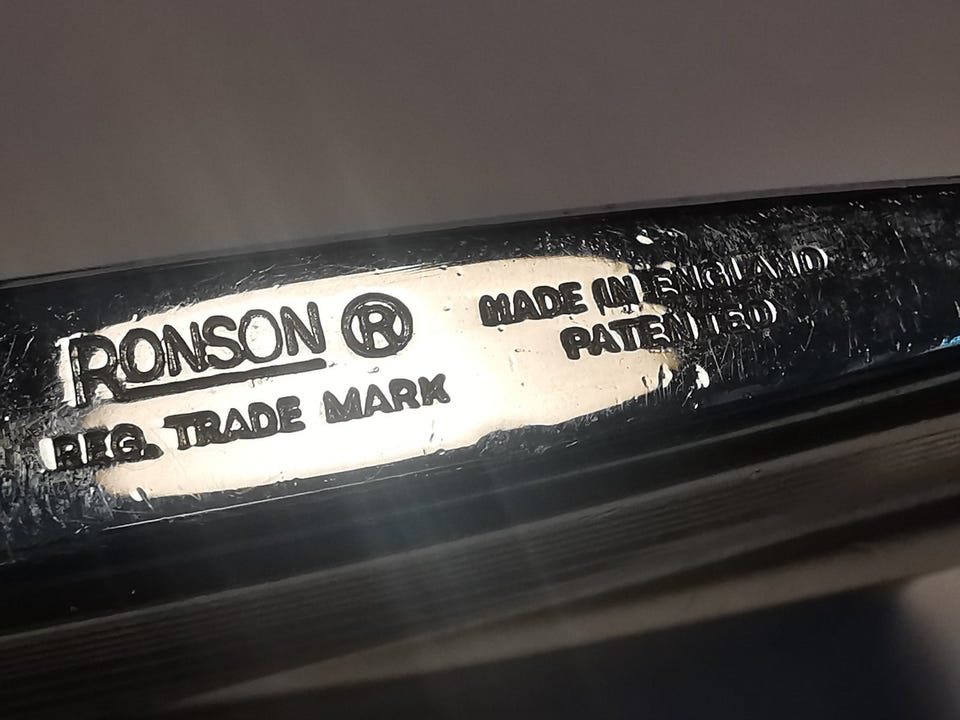 RONSON ®
REG. TRADE MARK
MADE IN ENGLAND
PATENTED